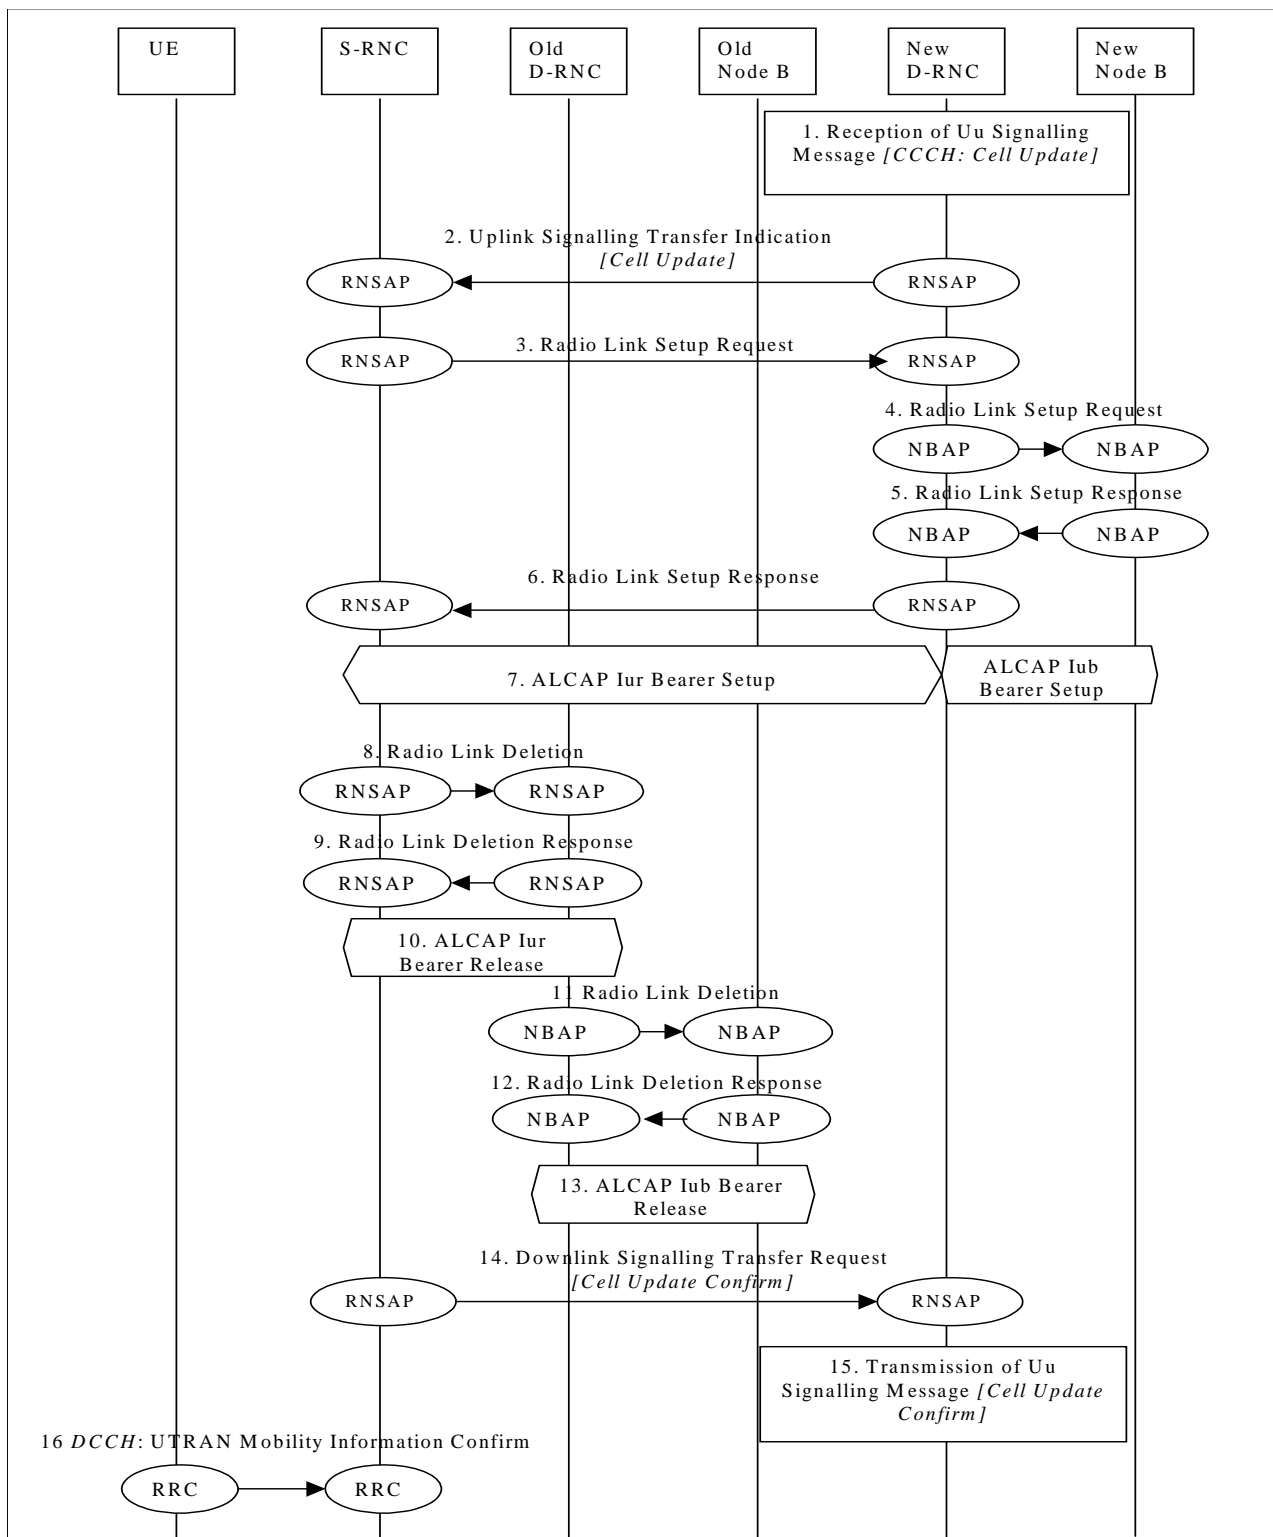 UE
S-RNC
Old
D-RNC
Old
Node B
New
D-RNC
New
Node B
1. Reception of Uu Signalling
Message [CCCH: Cell Update]
2. Uplink Signalling Transfer Indication
[Cell Update]
RNSAP
RNSAP
3. Radio Link Setup Request
RNSAP
RNSAP
4. Radio Link Setup Request
NBAP
NBAP
5. Radio Link Setup Response
NBAP
NBAP
6. Radio Link Setup Response
RNSAP
RNSAP
7. ALCAP Iur Bearer Setup
ALCAP Iub
Bearer Setup
8. Radio Link Deletion
RNSAP
RNSAP
9. Radio Link Deletion Response
RNSAP
RNSAP
10. ALCAP Iur
Bearer Release
11 Radio Link Deletion
NBAP
NBAP
12. Radio Link Deletion Response
NBAP
NBAP
13. ALCAP Iub Bearer
Release
14. Downlink Signalling Transfer Request
[Cell Update Confirm]
RNSAP
RNSAP
15. Transmission of Uu
Signalling Message [Cell Update
Confirm]
16 DCCH: UTRAN Mobility Information Confirm
RRC
RRC